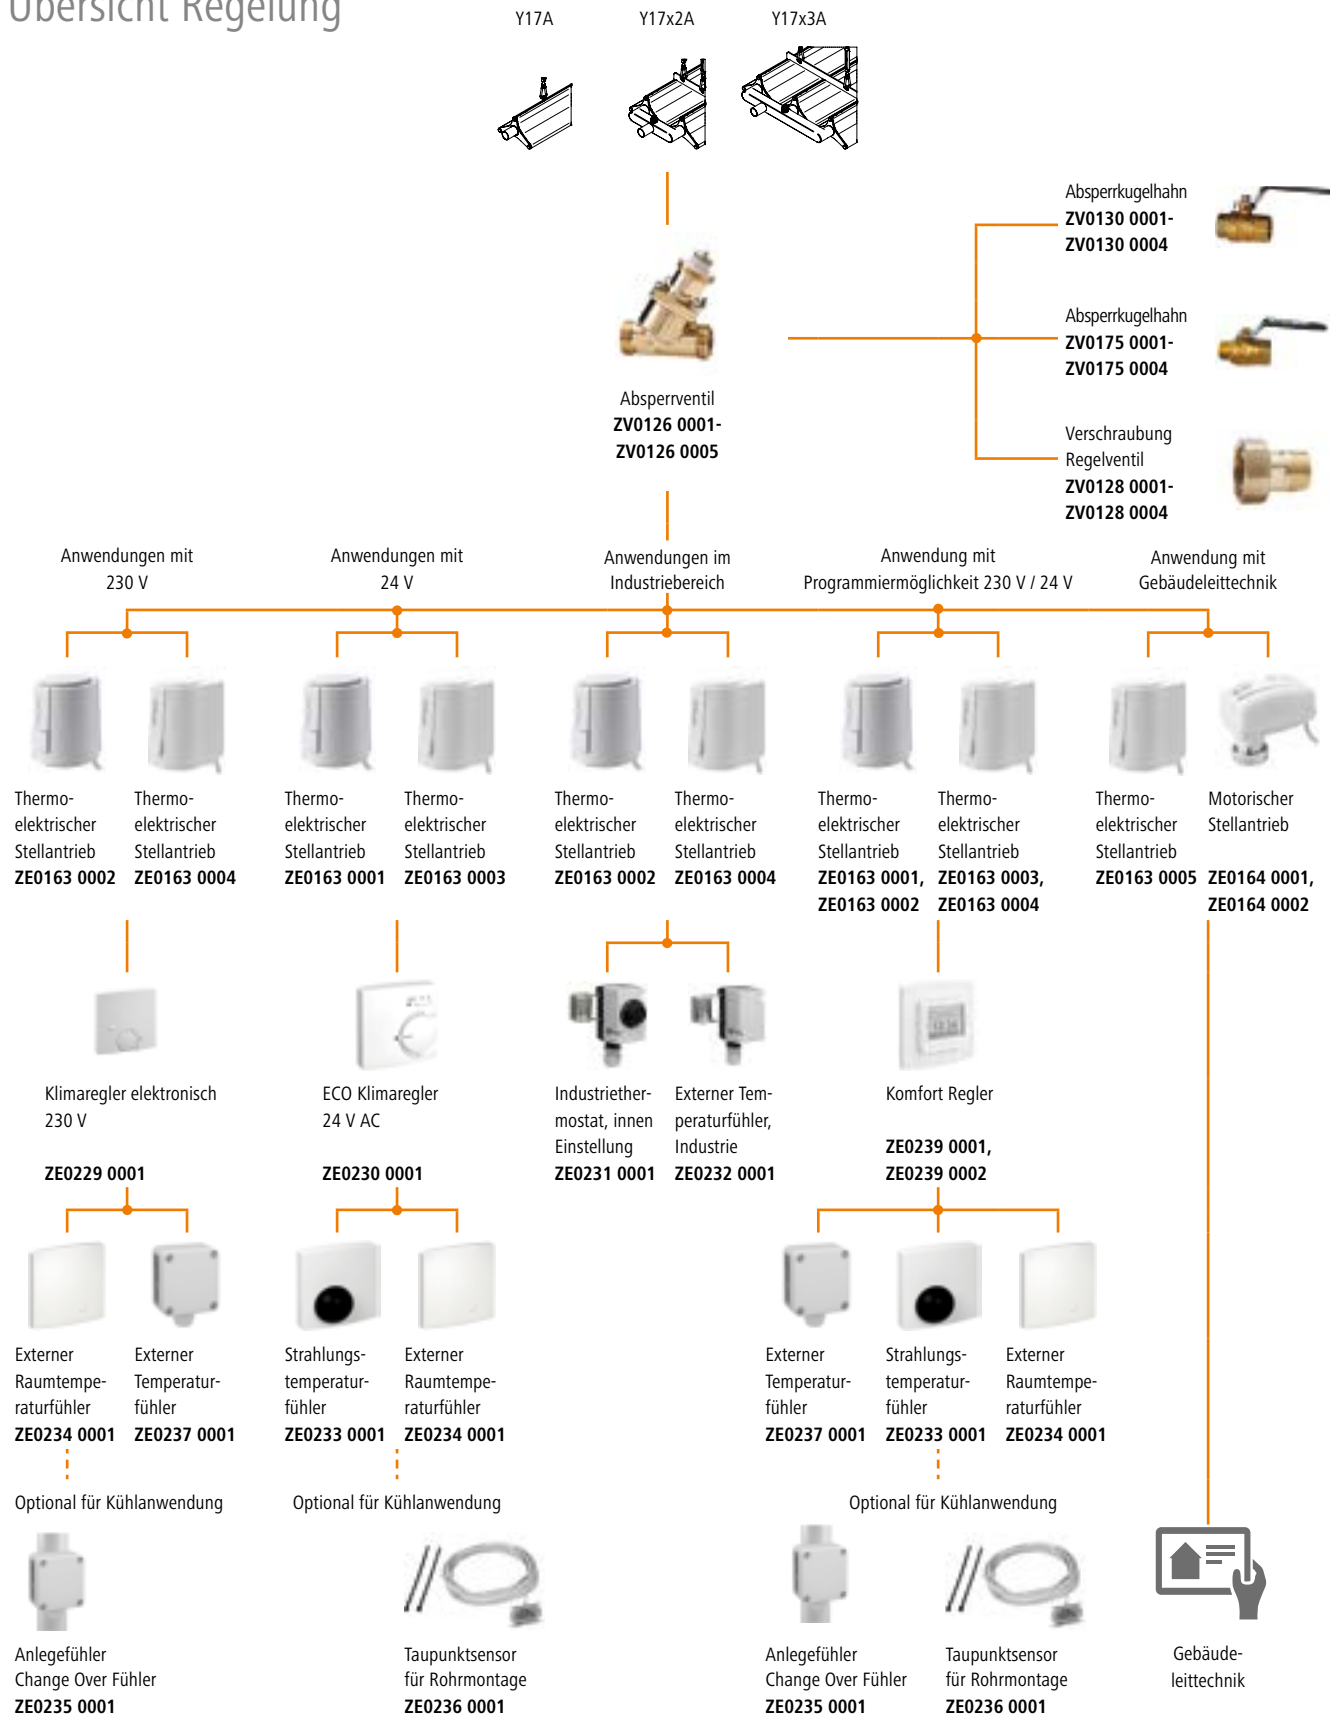 Übersicht Regelung
Y17A
Y17x2A
Y17x3A
Absperrkugelhahn
ZV0130 0001-
ZV0130 0004
Absperrkugelhahn
ZV0175 0001-
ZV0175 0004
Absperrventil
ZV0126 0001-
ZV0126 0005
Verschraubung
Regelventil
ZV0128 0001-
ZV0128 0004
Anwendungen mit
230 V
Anwendungen mit
24 V
Anwendungen im
Industriebereich
Anwendung mit
Programmiermöglichkeit 230 V / 24 V
Anwendung mit
Gebäudeleittechnik
Thermo-
elektrischer
Stellantrieb
ZE0163 0002
Thermo-
elektrischer
Stellantrieb
ZE0163 0004
Thermo-
elektrischer
Stellantrieb
ZE0163 0001
Thermo-
elektrischer
Stellantrieb
ZE0163 0003
Thermo-
elektrischer
Stellantrieb
ZE0163 0002
Thermo-
elektrischer
Stellantrieb
ZE0163 0004
Thermo-
elektrischer
Stellantrieb
ZE0163 0001,
ZE0163 0002
Thermo-
elektrischer
Stellantrieb
ZE0163 0003,
ZE0163 0004
Thermo-
elektrischer
Stellantrieb
ZE0163 0005
Motorischer
Stellantrieb
ZE0164 0001,
ZE0164 0002
Klimaregler elektronisch
230 V
ZE0229 0001
ECO Klimaregler
24 V AC
ZE0230 0001
Industriether-
mostat, innen
Einstellung
ZE0231 0001
Externer Tem-
peraturfühler,
Industrie
ZE0232 0001
Komfort Regler
ZE0239 0001,
ZE0239 0002
Externer
Raumtempe-
raturfühler
ZE0234 0001
Externer
Temperatur-
fühler
ZE0237 0001
Strahlungs-
temperatur-
fühler
ZE0233 0001
Externer
Raumtempe-
raturfühler
ZE0234 0001
Externer
Temperatur-
fühler
ZE0237 0001
Strahlungs-
temperatur-
fühler
ZE0233 0001
Externer
Raumtempe-
raturfühler
ZE0234 0001
Optional für Kühlanwendung
Optional für Kühlanwendung
Optional für Kühlanwendung
Anlegefühler
Change Over Fühler
ZE0235 0001
Taupunktsensor
für Rohrmontage
ZE0236 0001
Anlegefühler
Change Over Fühler
ZE0235 0001
Taupunktsensor
für Rohrmontage
ZE0236 0001
Gebäude-
leittechnik